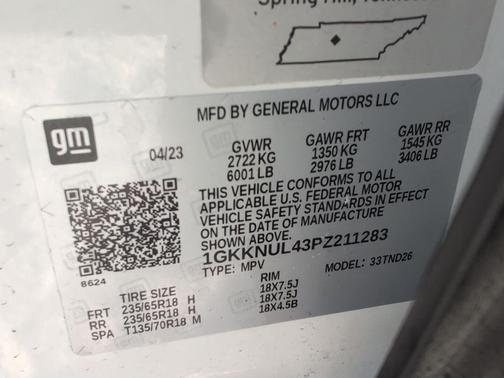 Spring Hill,
MFD BY GENERAL MOTORS LLC
gm
04/23
GVWR GAWR FRT GAWR RR
2722 KG 1350 KG 1545 KG
6001 LB 2976 LB 3406 LB
THIS VEHICLE CONFORMS TO ALL
APPLICABLE U.S. FEDERAL MOTOR
VEHICLE SAFETY STANDARDS IN EFFECT
ON THE DATE OF MANUFACTURE
SHOWN ABOVE.
1GKKNUL43PZ211283
TYPE: MPV MODEL: 33TND26
8624
TIRE SIZE RIM
FRT 235/65R18 H 18X7.5J
RR 235/65R18 H 18X7.5J
SPA T135/70R18 M 18X4.5B